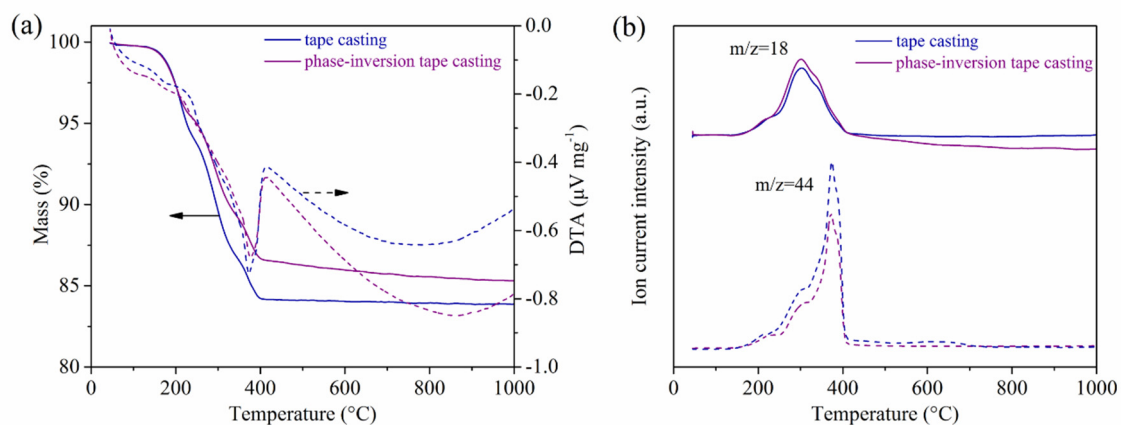 (a)
100
95
90
85
80
Mass (%)
0
200
400
600
800
1000
Temperature (°C)
0.0
-0.2
-0.4
-0.6
-0.8
-1.0
DTA (μV mg⁻¹)
tape casting
phase-inversion tape casting
(b)
Ion current intensity (a.u.)
m/z=18
m/z=44
tape casting
phase-inversion tape casting
0
200
400
600
800
1000
Temperature (°C)